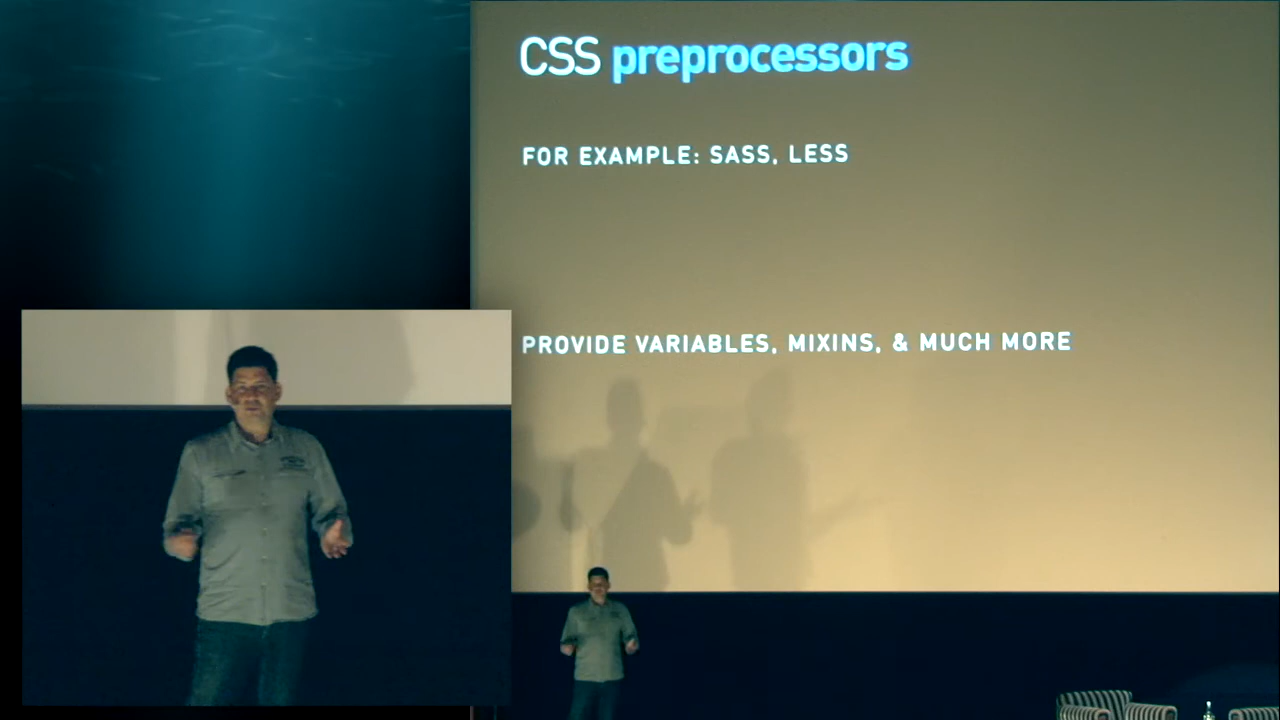 CSS preprocessors
FOR EXAMPLE: SASS, LESS
PROVIDE VARIABLES, MIXINS, & MUCH MORE